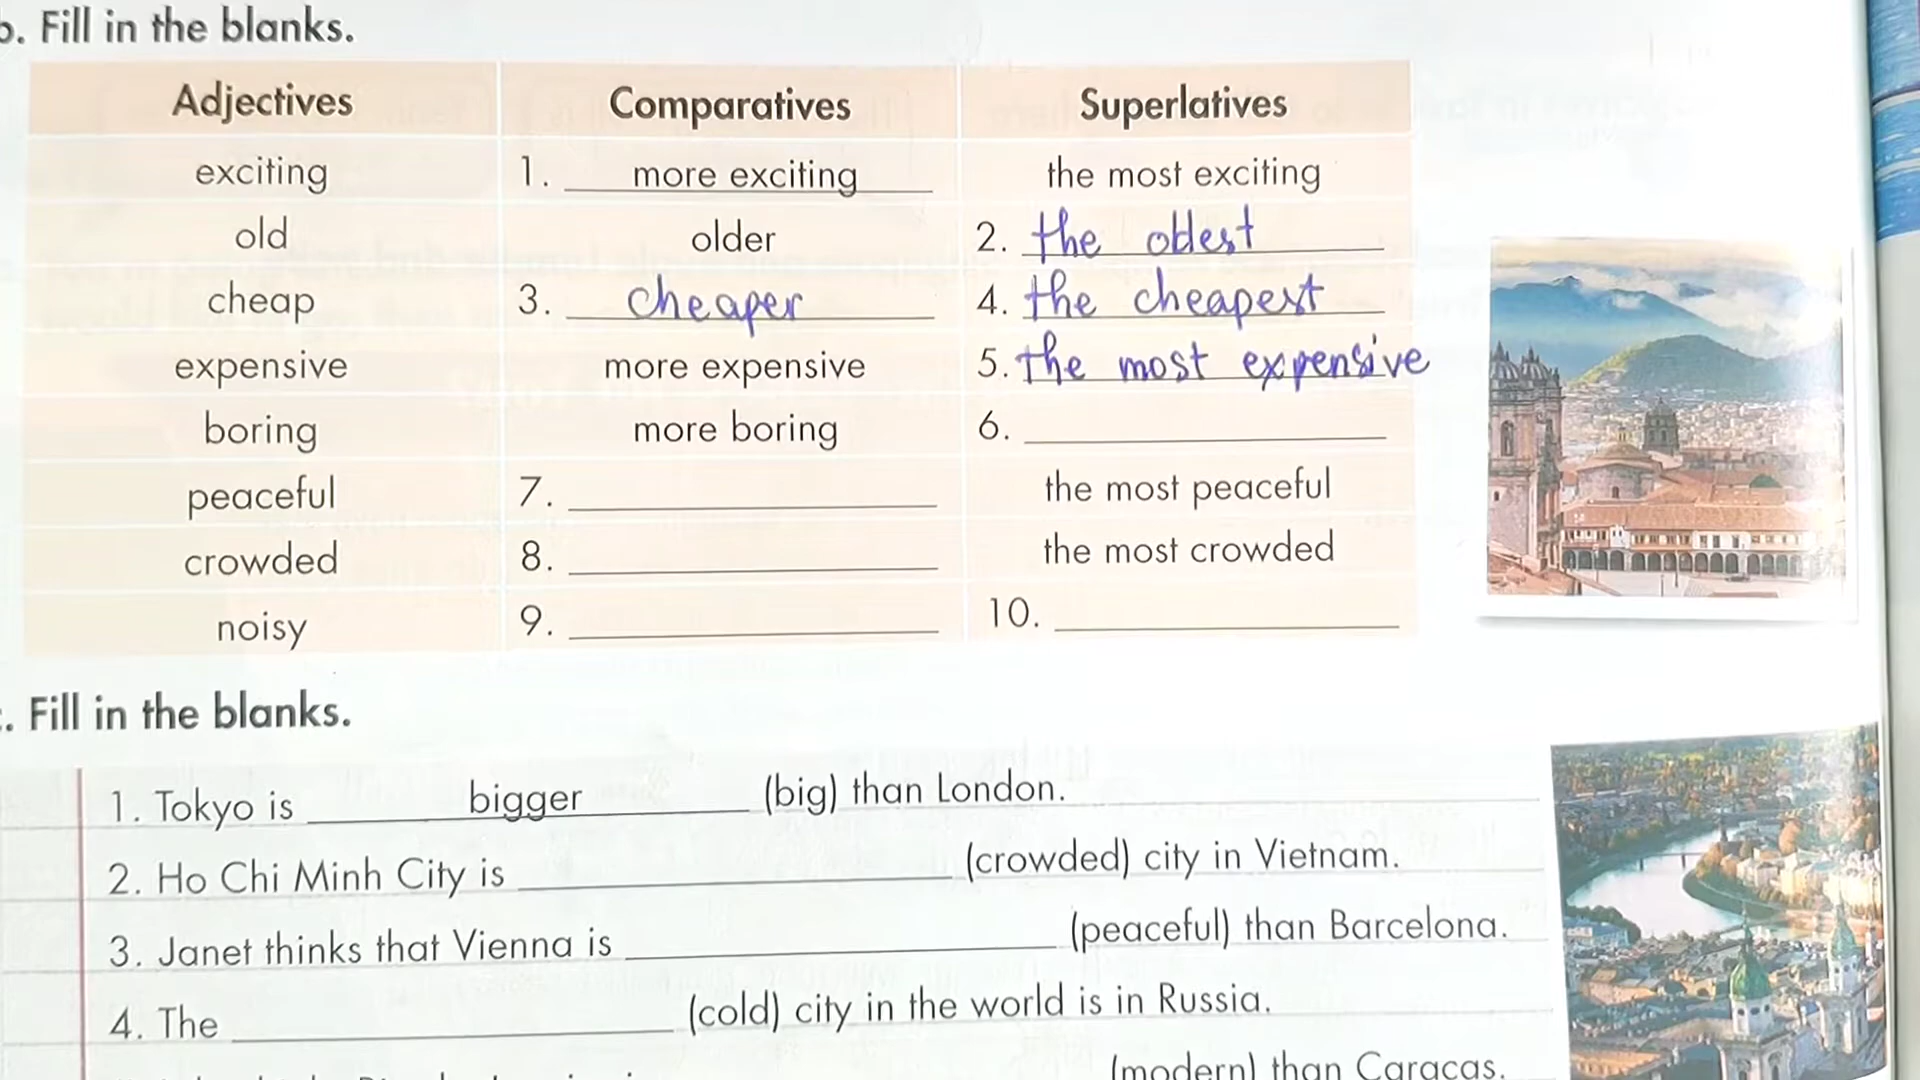 b. Fill in the blanks.
Adjectives Comparatives Superlatives
exciting 1. more exciting the most exciting
old older 2. the oldest
cheap 3. cheaper 4. the cheapest
expensive more expensive 5. the most expensive
boring more boring 6.
peaceful 7. the most peaceful
crowded 8. the most crowded
noisy 9. 10.
. Fill in the blanks.
1. Tokyo is bigger (big) than London.
2. Ho Chi Minh City is (crowded) city in Vietnam.
3. Janet thinks that Vienna is (peaceful) than Barcelona.
4. The (cold) city in the world is in Russia.
(modern) than Caracas.